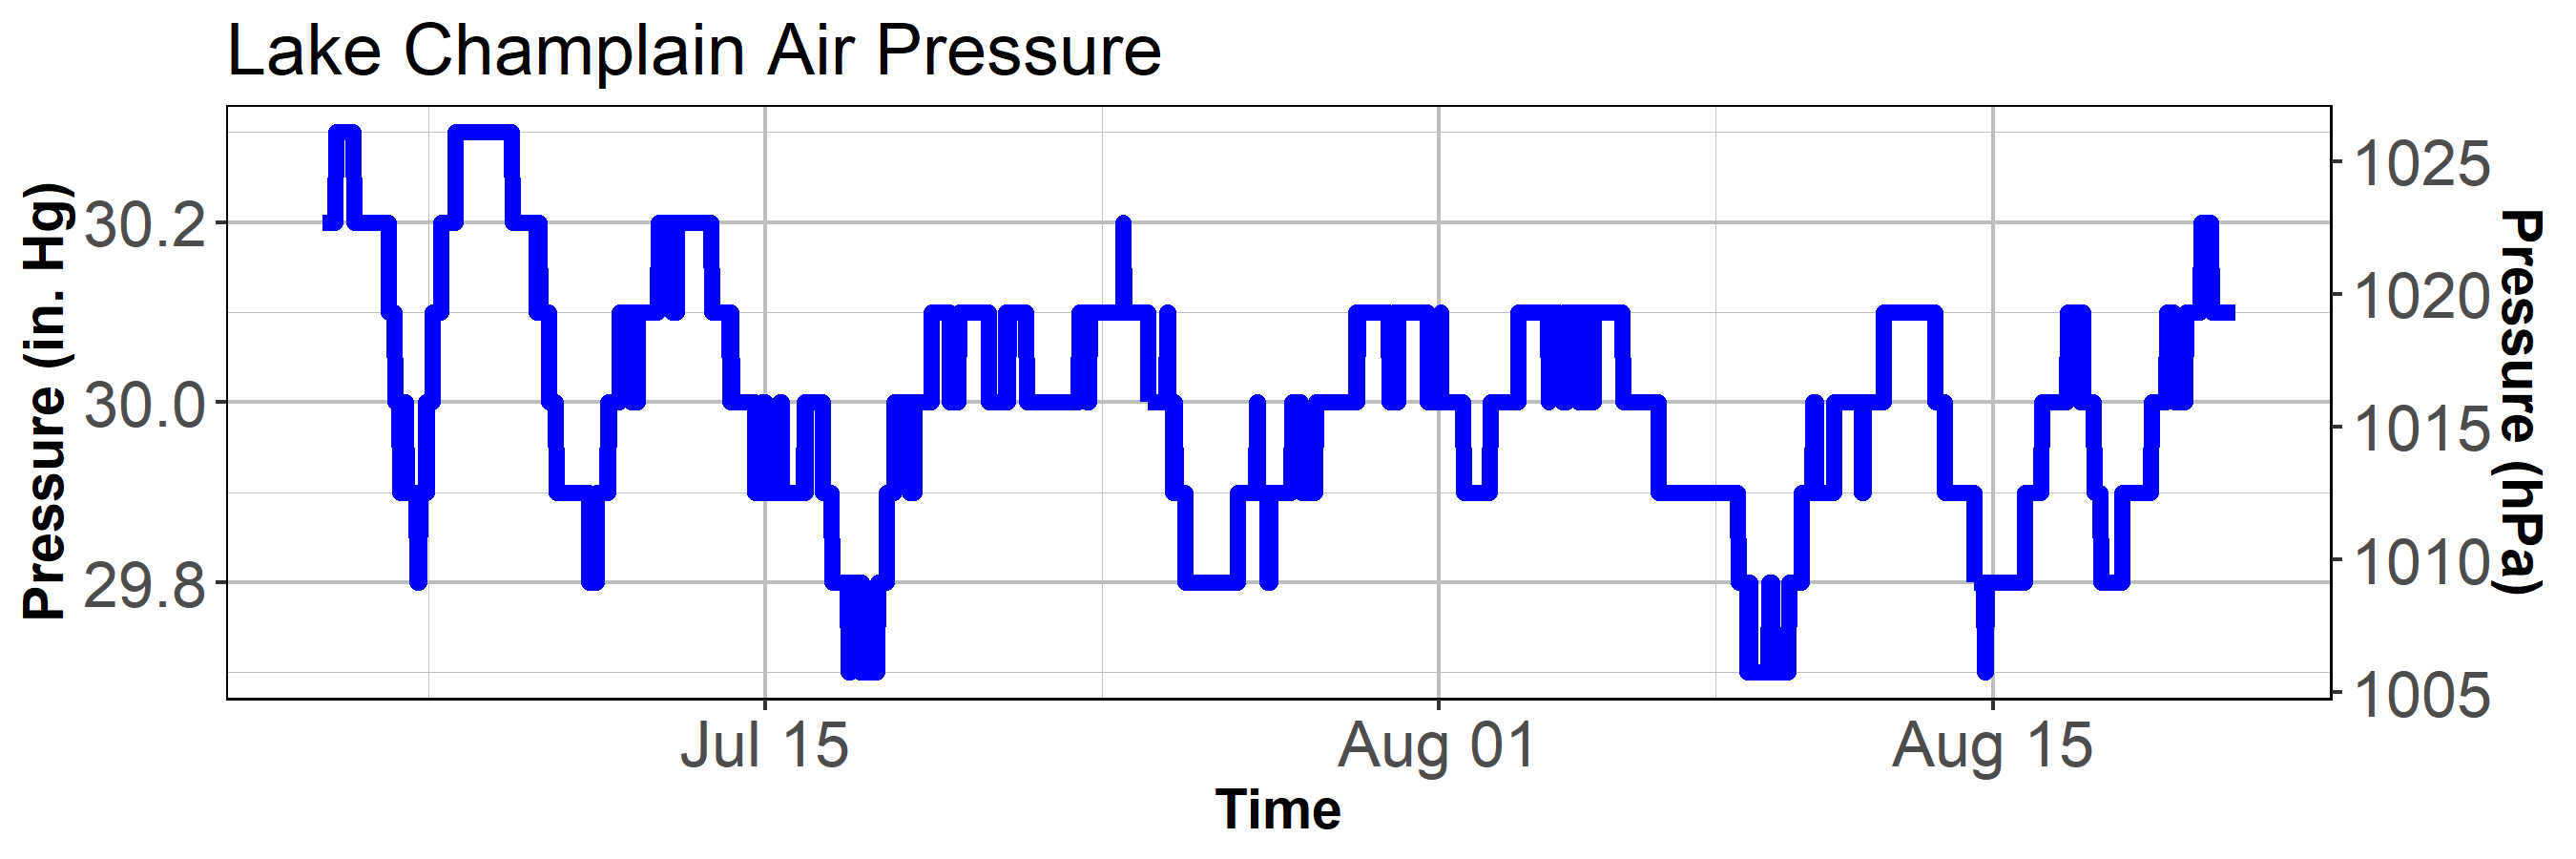 Lake Champlain Air Pressure
Pressure (in. Hg)
30.2
30.0
29.8
1025
1020
1015
1010
1005
Pressure (hPa)
Jul 15
Aug 01
Aug 15
Time